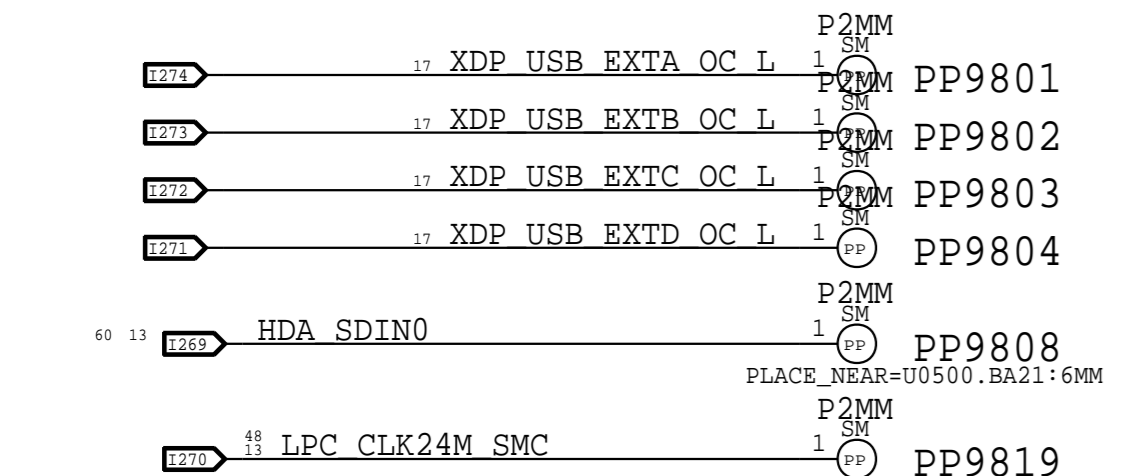 P2MM
SM
I274 17 XDP_USB_EXTA_OC_L 1 PP PP9801
P2MM
SM
I273 17 XDP_USB_EXTB_OC_L 1 PP PP9802
P2MM
SM
I272 17 XDP_USB_EXTC_OC_L 1 PP PP9803
P2MM
SM
I271 17 XDP_USB_EXTD_OC_L 1 PP PP9804
P2MM
SM
60 13 I269 HDA_SDIN0 1 PP PP9808
PLACE_NEAR=U0500.BA21:6MM
P2MM
SM
48
I270 13 LPC_CLK24M_SMC 1 PP PP9819